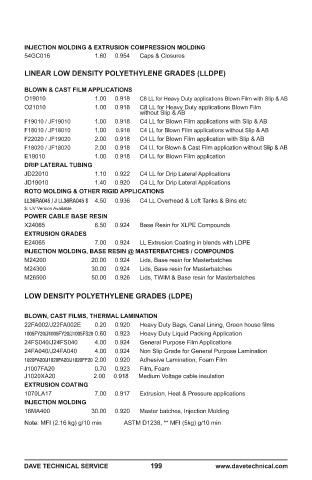 INJECTION MOLDING & EXTRUSION COMPRESSION MOLDING
54GC016 1.60 0.954 Caps & Closures
LINEAR LOW DENSITY POLYETHYLENE GRADES (LLDPE)
BLOWN & CAST FILM APPLICATIONS
O19010 1.00 0.918 C8 LL for Heavy Duty applications Blown Film with Slip & AB
O21010 1.00 0.918 C8 LL for Heavy Duty applications Blown Film
without Slip & AB
F19010 / JF19010 1.00 0.918 C4 LL for Blown Film applications with Slip & AB
F18010 / JF18010 1.00 0.918 C4 LL for Blown Film applications without Slip & AB
F22020 / JF19020 2.00 0.918 C4 LL for Blown Film application with Slip & AB
F18020 / JF18020 2.00 0.918 C4 LL for Blown & Cast Film application without Slip & AB
E19010 1.00 0.918 C4 LL for Blown Film application
DRIP LATERAL TUBING
JD22010 1.10 0.922 C4 LL for Drip Lateral Applications
JD19010 1.40 0.920 C4 LL for Drip Lateral Applications
ROTO MOLDING & OTHER RIGID APPLICATIONS
LL36RA045 / J LL36RA045 S 4.50 0.936 C4 LL Overhead & Loft Tanks & Bins etc
S: UV Version Available
POWER CABLE BASE RESIN
X24065 6.50 0.924 Base Resin for XLPE Compounds
EXTRUSION GRADES
E24065 7.00 0.924 LL Extrusion Coating in blends with LDPE
INJECTION MOLDING, BASE RESIN @ MASTERBATCHES / COMPOUNDS
M24200 20.00 0.924 Lids, Base resin for Masterbatches
M24300 30.00 0.924 Lids, Base resin for Masterbatches
M26500 50.00 0.926 Lids, TWIM & Base resin for Masterbatches
LOW DENSITY POLYETHYLENE GRADES (LDPE)
BLOWN, CAST FILMS, THERMAL LAMINATION
22FA002/J22FA002E 0.20 0.920 Heavy Duty Bags, Canal Lining, Green house films
0.60 0.923 Heavy Duty Liquid Packing Application
24FS040/J24FS040 4.00 0.924 General Purpose Film Applications
24FA040/J24FA040 4.00 0.924 Non Slip Grade for General Purpose Lamination
2.00 0.920 Adhesive Lamination, Foam Film
J1007FA20 0.70 0.923 Film, Foam
J1020XA20 2.00 0.918 Medium Voltage cable insulation
EXTRUSION COATING
1070LA17 7.00 0.917 Extrusion, Heat & Pressure applications
INJECTION MOLDING
16MA400 30.00 0.920 Master batches, Injection Molding
Note: MFI (2.16 kg) g/10 min ASTM D1238, ** MFI (5kg) g/10 min
DAVE TECHNICAL SERVICE 199 www.davetechnical.com